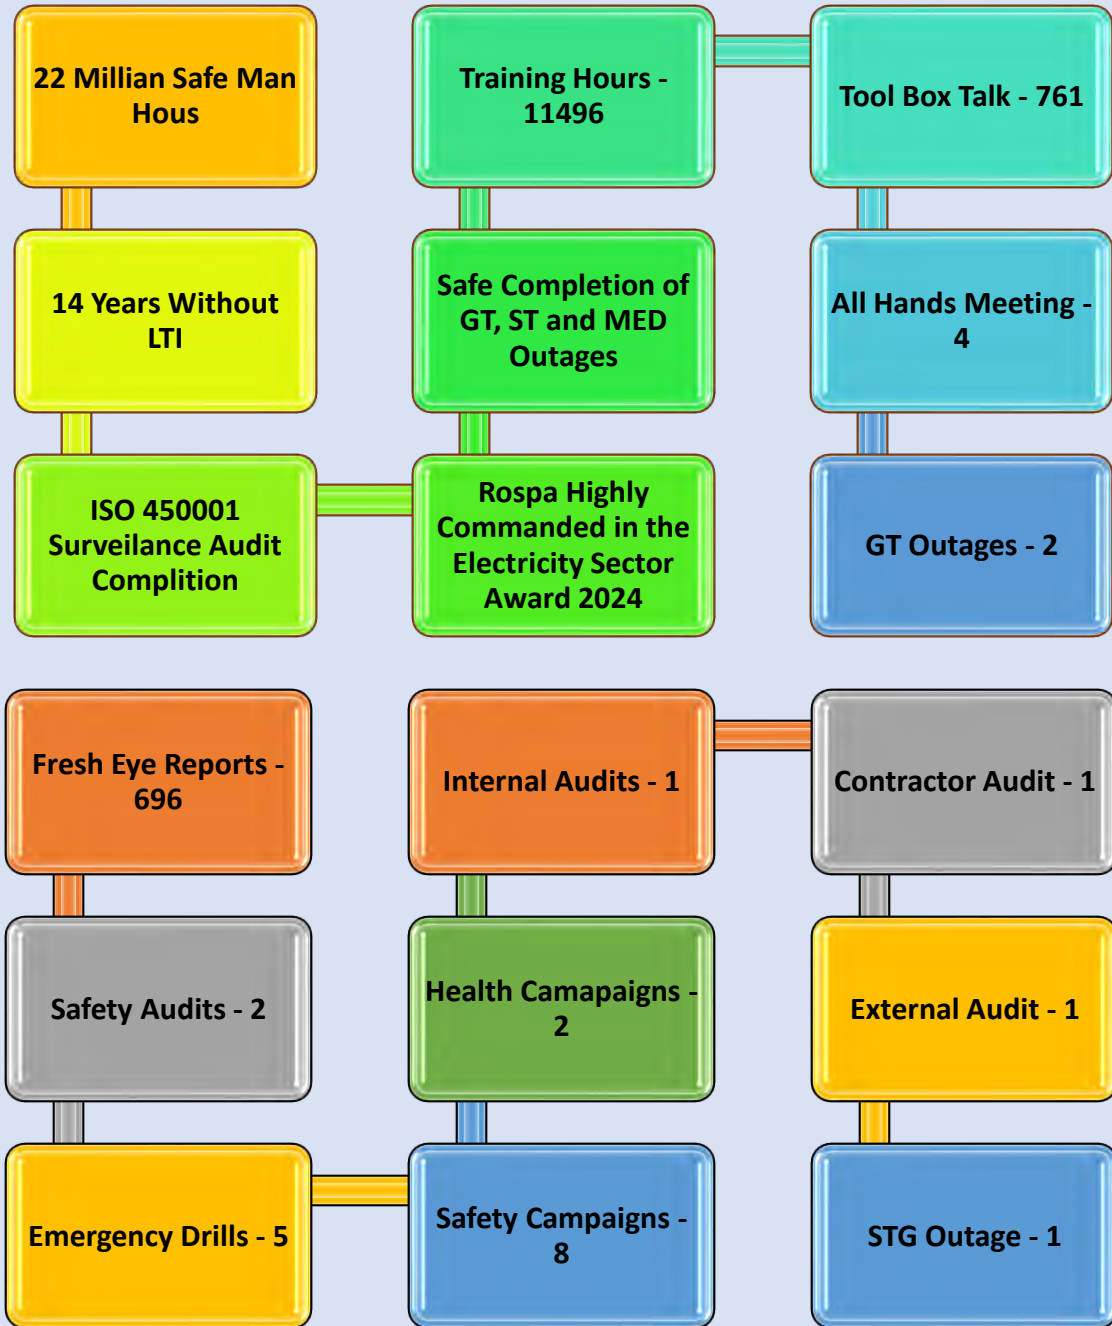 22 Millian Safe Man
Hous
14 Years Without
LTI
ISO 450001
Surveilance Audit
Complition
Rospa Highly
Commanded in the
Electricity Sector
Award 2024
Safe Completion of
GT, ST and MED
Outages
Training Hours -
11496
Tool Box Talk - 761
All Hands Meeting -
4
GT Outages - 2
Fresh Eye Reports -
696
Safety Audits - 2
Emergency Drills - 5
Safety Campaigns -
8
Health Camapaigns -
2
Internal Audits - 1
Contractor Audit - 1
External Audit - 1
STG Outage - 1